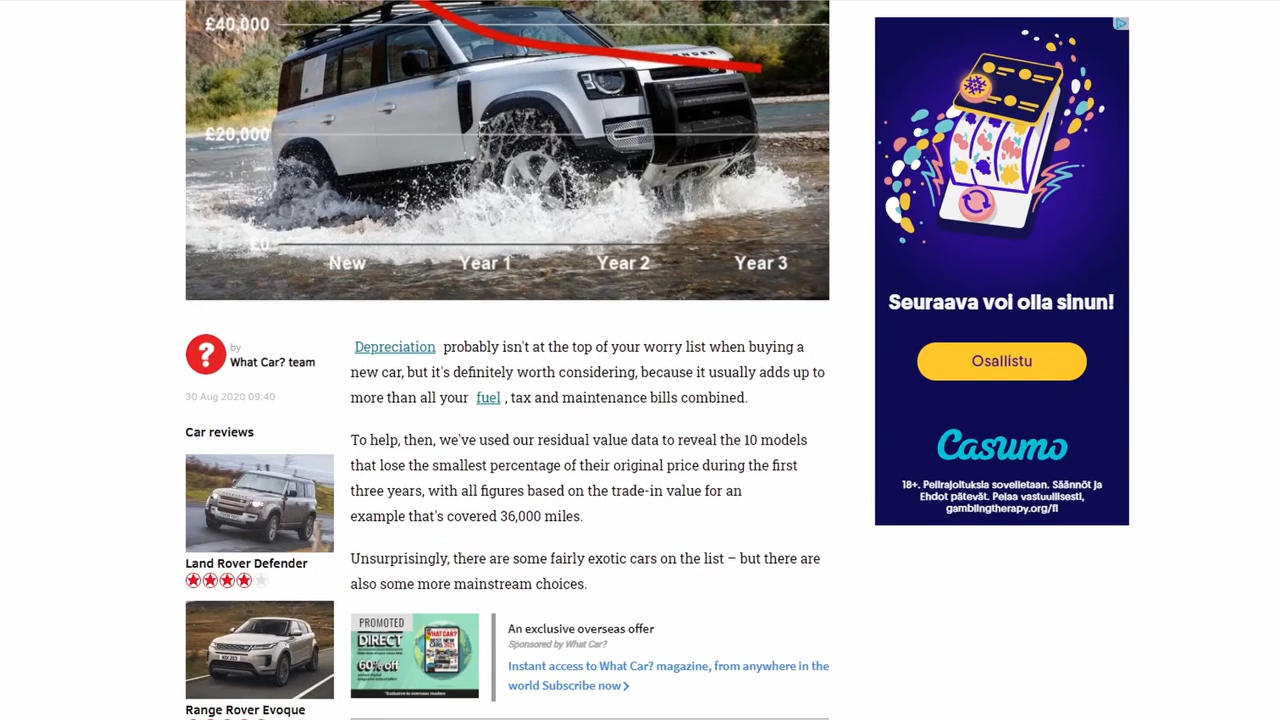 £40,000
£20,000
£0
New Year 1 Year 2 Year 3
by
What Car? team
30 Aug 2020 09:40
Car reviews
Land Rover Defender
Range Rover Evoque
Depreciation probably isn't at the top of your worry list when buying a
new car, but it's definitely worth considering, because it usually adds up to
more than all your fuel , tax and maintenance bills combined.
To help, then, we've used our residual value data to reveal the 10 models
that lose the smallest percentage of their original price during the first
three years, with all figures based on the trade-in value for an
example that's covered 36,000 miles.
Unsurprisingly, there are some fairly exotic cars on the list – but there are
also some more mainstream choices.
PROMOTED
DIRECT
60% off
WHAT CAR?
An exclusive overseas offer
Sponsored by What Car?
Instant access to What Car? magazine, from anywhere in the
world Subscribe now
Seuraava voi olla sinun!
Osallistu
Casumo
18+. Pelirajoituksia sovelletaan. Säännöt ja
Ehdot pätevät. Pelaa vastuullisesti,
gamblingtherapy.org/fi